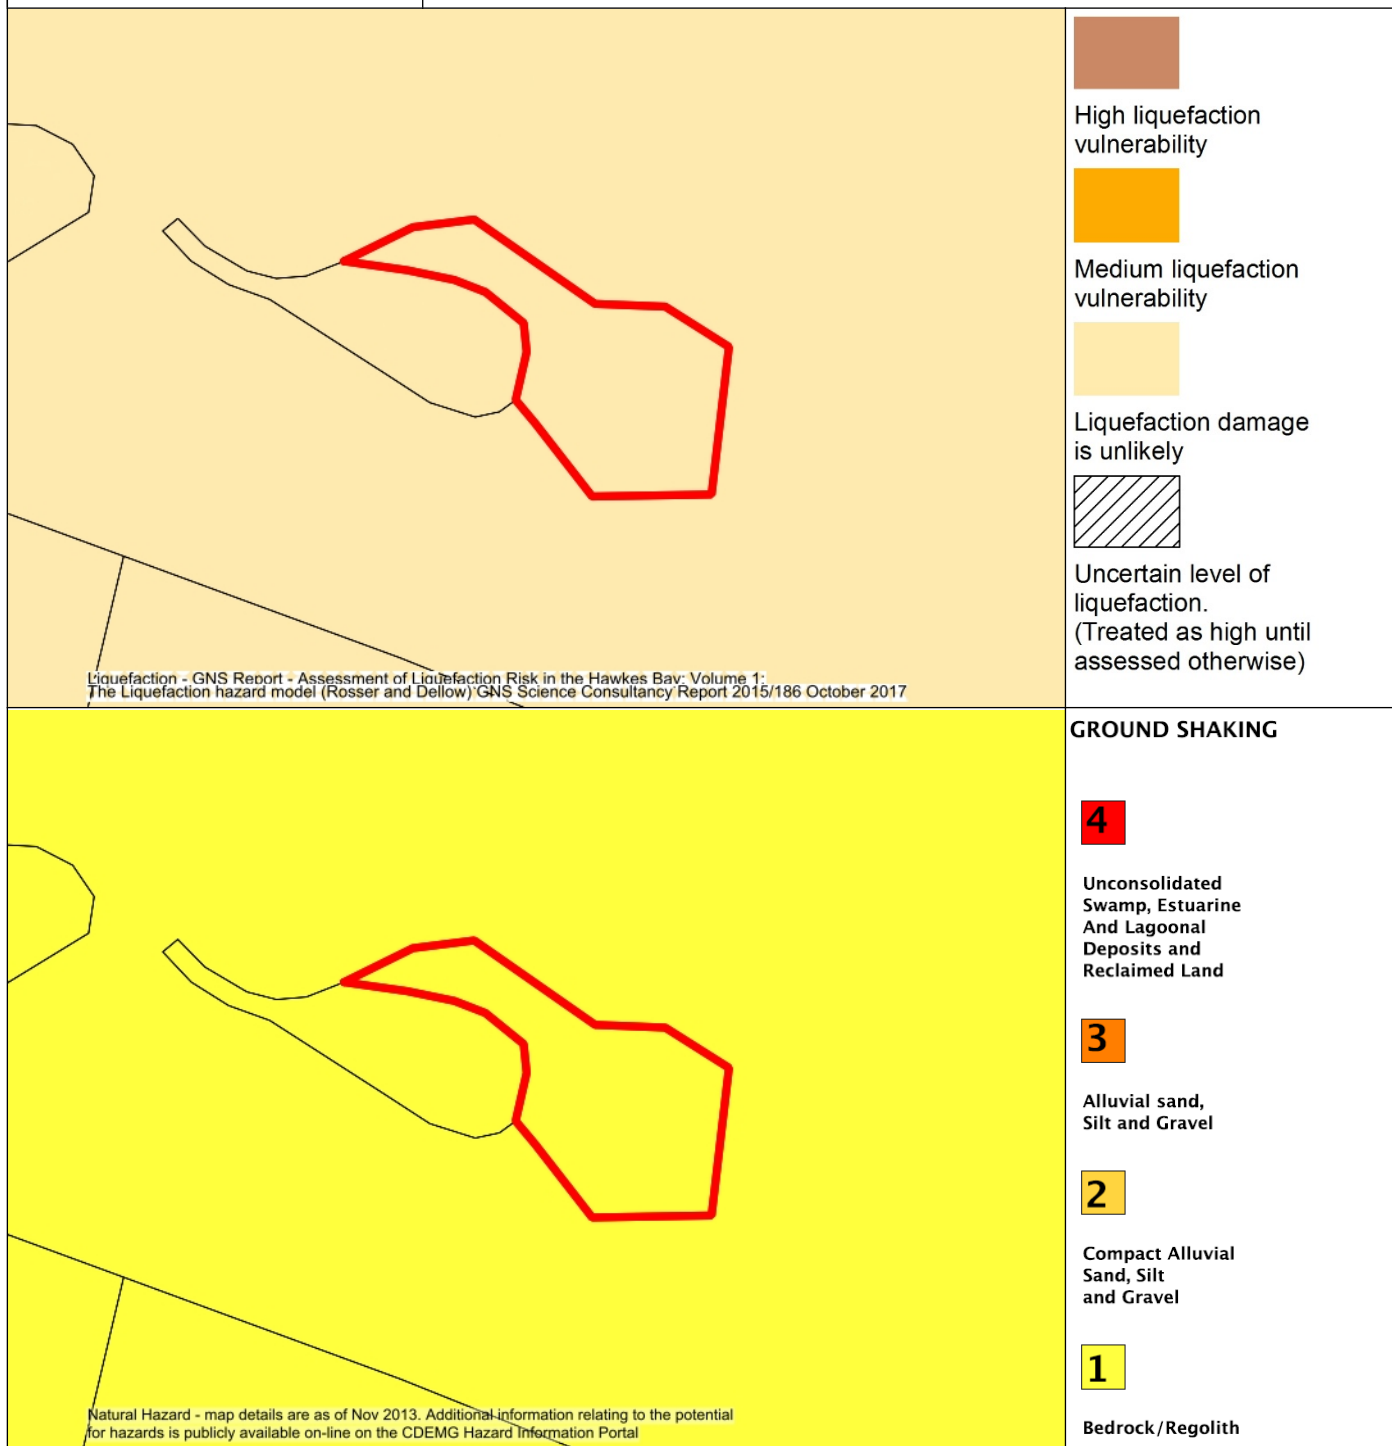 High liquefaction
vulnerability
Medium liquefaction
vulnerability
Liquefaction damage
is unlikely
Uncertain level of
liquefaction.
(Treated as high until
assessed otherwise)
Liquefaction - GNS Report - Assessment of Liquefaction Risk in the Hawkes Bay: Volume 1:
The Liquefaction hazard model (Rosser and Dellow) GNS Science Consultancy Report 2015/186 October 2017
GROUND SHAKING
4
Unconsolidated
Swamp, Estuarine
And Lagoonal
Deposits and
Reclaimed Land
3
Alluvial sand,
Silt and Gravel
2
Compact Alluvial
Sand, Silt
and Gravel
1
Bedrock/Regolith
Natural Hazard - map details are as of Nov 2013. Additional information relating to the potential
for hazards is publicly available on-line on the CDEMG Hazard Information Portal